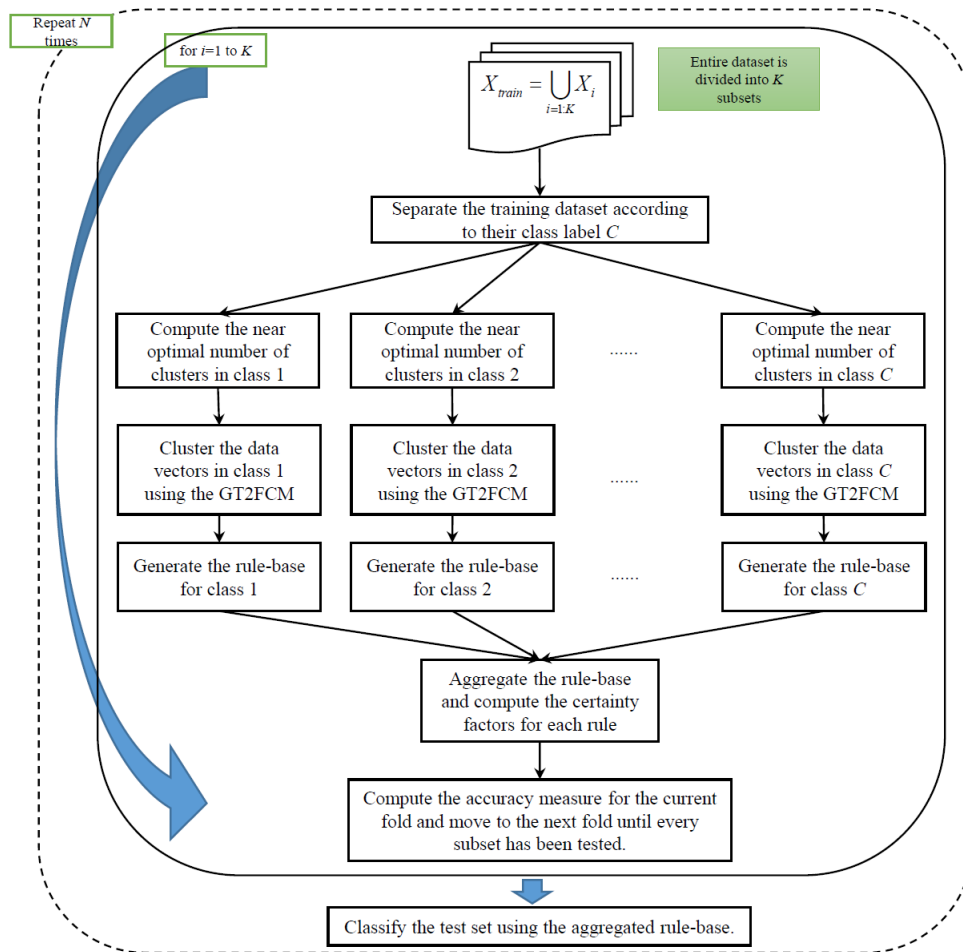 Repeat N
times
for i=1 to K
X_train = ⋃ X_i
i=1:K
Entire dataset is
divided into K
subsets
Separate the training dataset according
to their class label C
Compute the near
optimal number of
clusters in class 1
Compute the near
optimal number of
clusters in class 2
......
Compute the near
optimal number of
clusters in class C
Cluster the data
vectors in class 1
using the GT2FCM
Cluster the data
vectors in class 2
using the GT2FCM
......
Cluster the data
vectors in class C
using the GT2FCM
Generate the rule-base
for class 1
Generate the rule-base
for class 2
......
Generate the rule-base
for class C
Aggregate the rule-base
and compute the certainty
factors for each rule
Compute the accuracy measure for the current
fold and move to the next fold until every
subset has been tested.
Classify the test set using the aggregated rule-base.